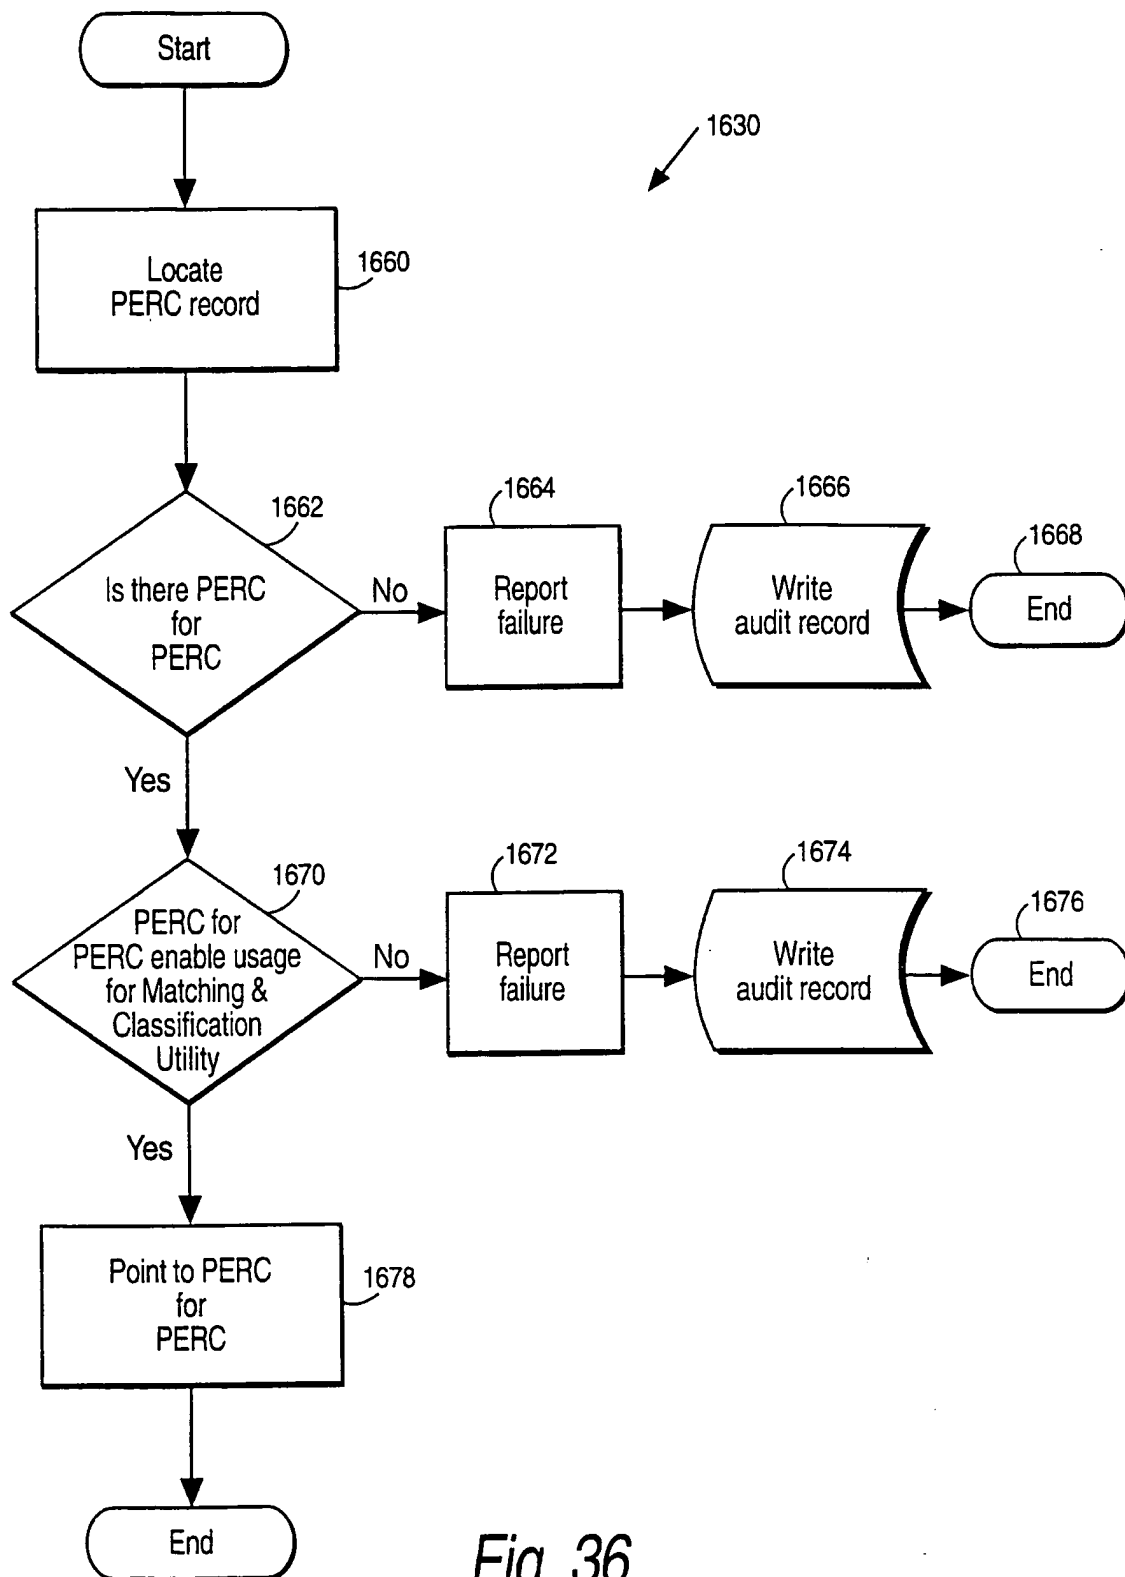 Start
1630
Locate
PERC record
1660
1662
Is there PERC
for
PERC
No
1664
Report
failure
1666
Write
audit record
1668
End
Yes
1670
PERC for
PERC enable usage
for Matching &
Classification
Utility
No
1672
Report
failure
1674
Write
audit record
1676
End
Yes
Point to PERC
for
PERC
1678
End
Fig. 36